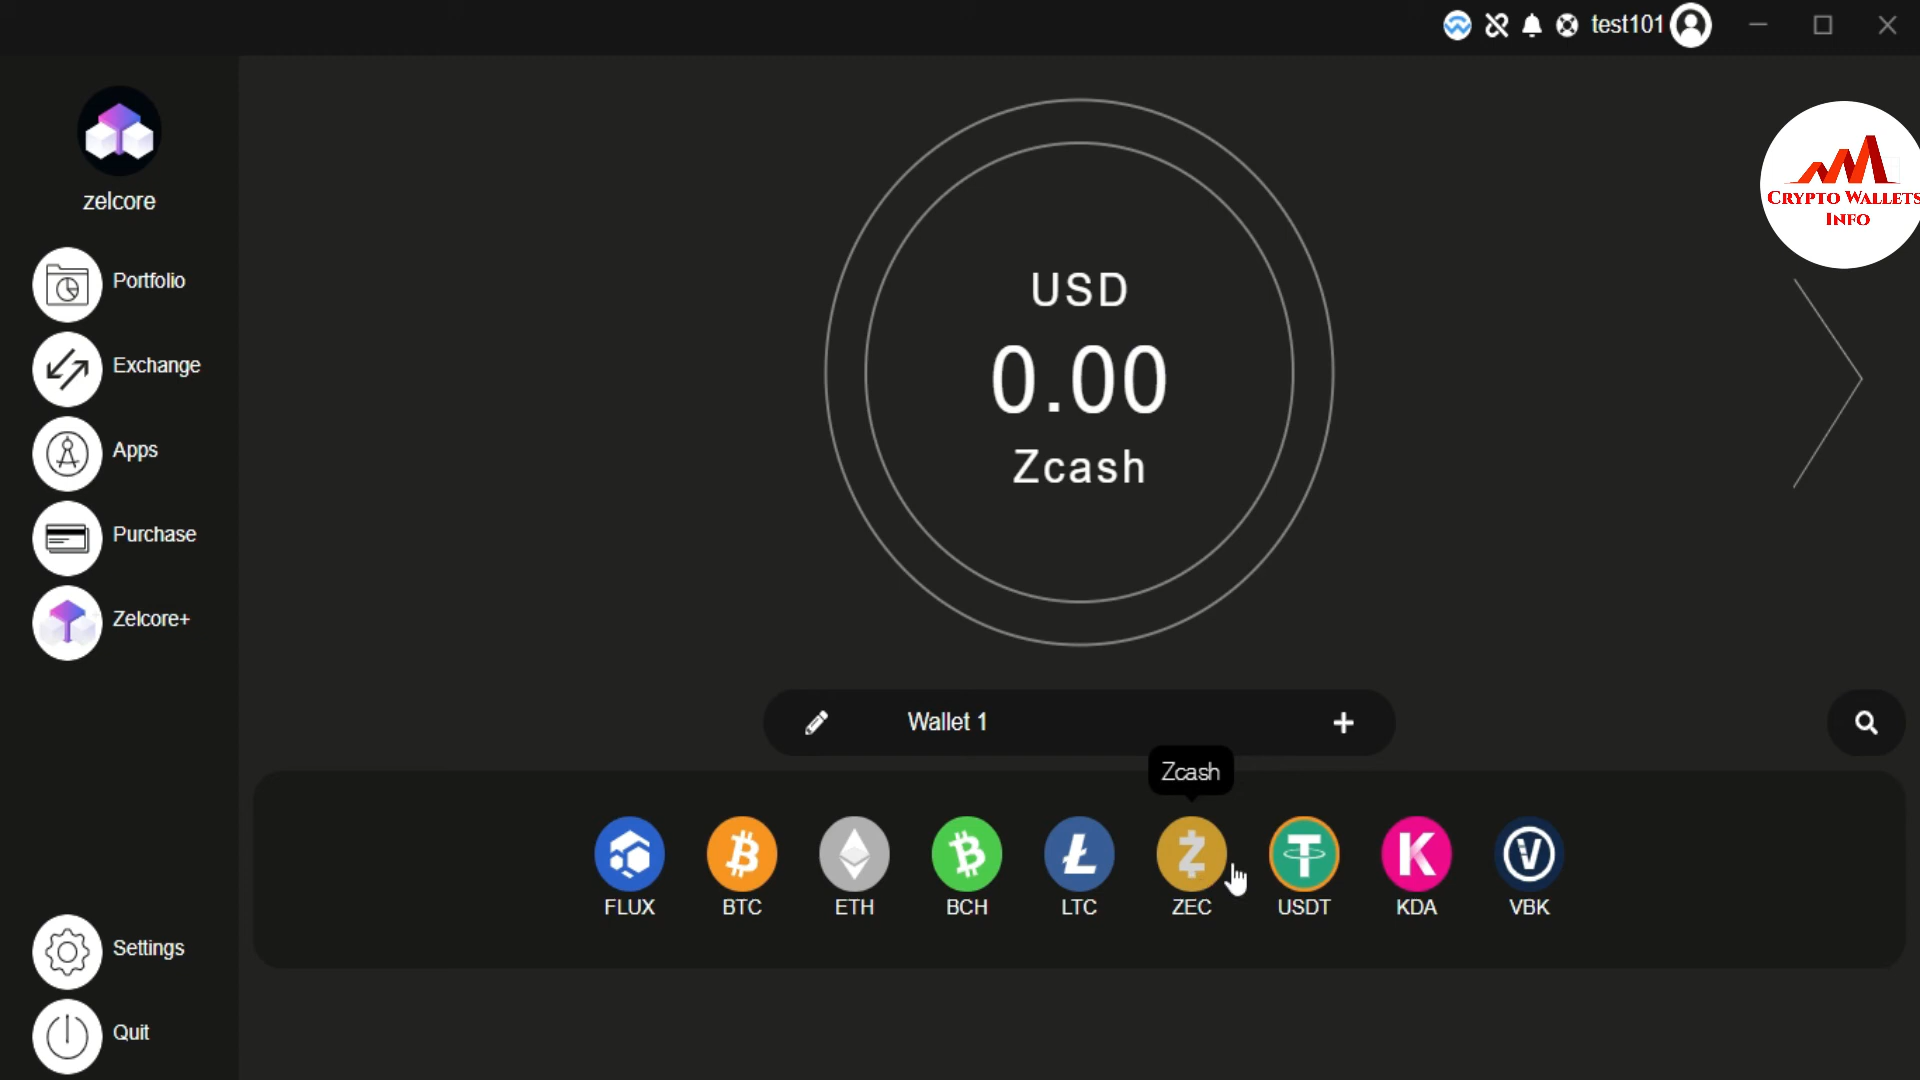 test101
zelcore
Portfolio
Exchange
Apps
Purchase
Zelcore+
Settings
Quit
CRYPTO WALLETS
INFO
USD
0.00
Zcash
Wallet 1
Zcash
FLUX
BTC
ETH
BCH
LTC
ZEC
USDT
KDA
VBK